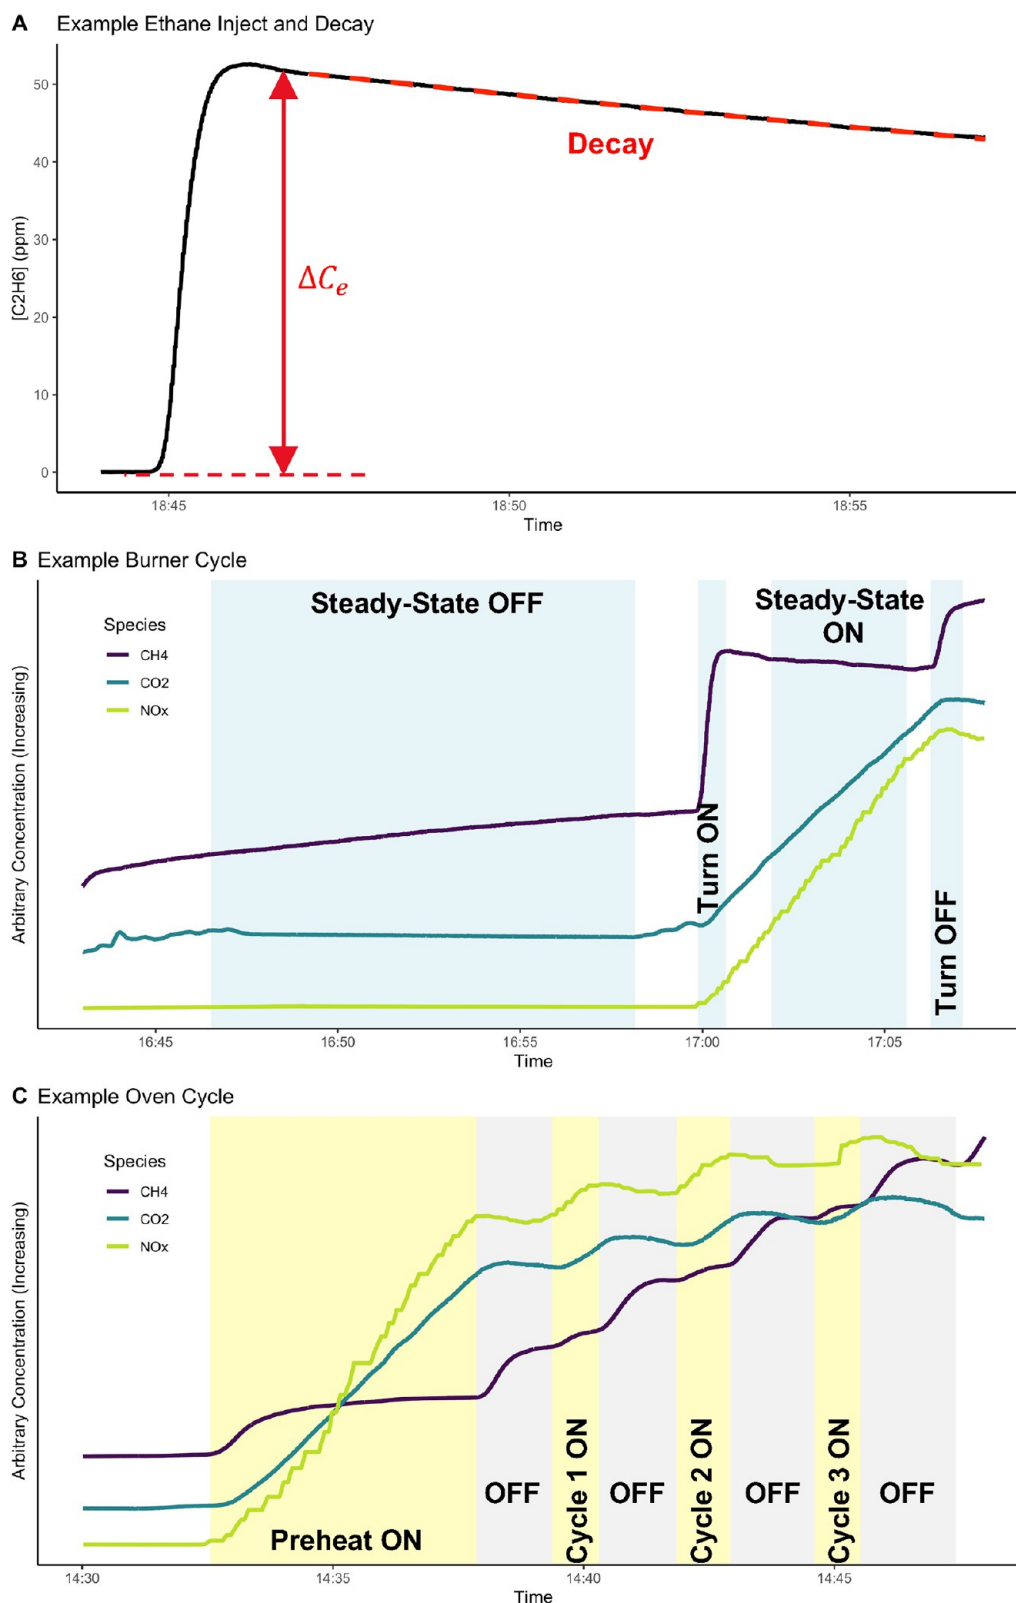 A Example Ethane Inject and Decay
[C2H6] (ppm)
50
40
30
20
10
0
Decay
ΔCₑ
18:45 18:50 18:55
Time
B Example Burner Cycle
Arbitrary Concentration (Increasing)
Steady-State OFF
Steady-State
ON
Species
CH4
CO2
NOx
Turn ON
Turn OFF
16:45 16:50 16:55 17:00 17:05
Time
C Example Oven Cycle
Arbitrary Concentration (Increasing)
Species
CH4
CO2
NOx
Preheat ON
OFF
Cycle 1 ON
OFF
Cycle 2 ON
OFF
Cycle 3 ON
OFF
14:30 14:35 14:40 14:45
Time